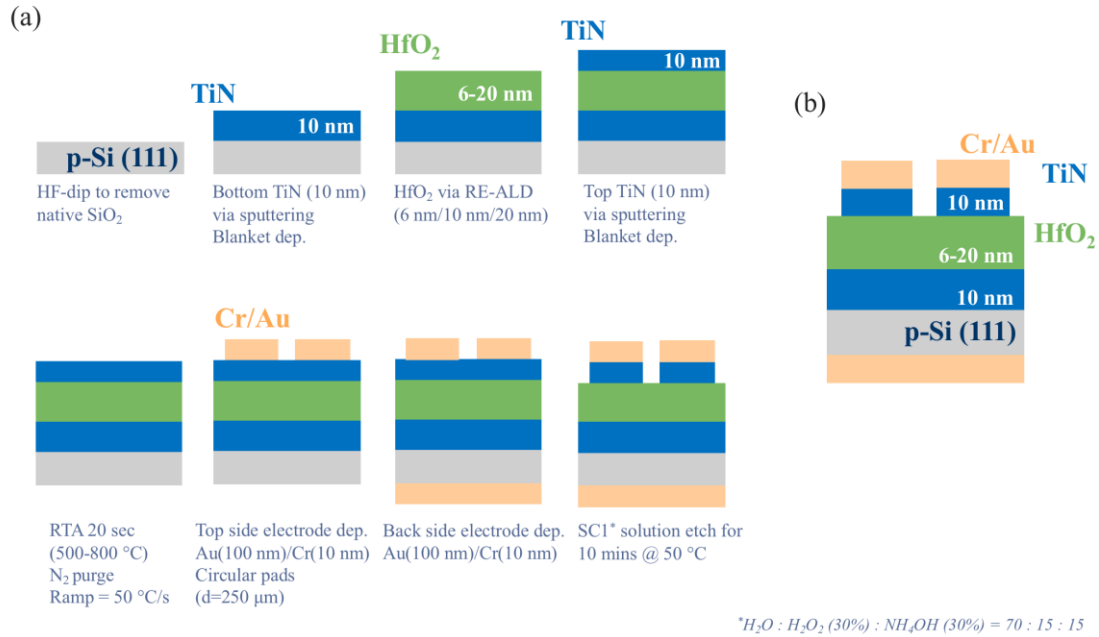 (a)
p-Si (111)
HF-dip to remove
native SiO₂
TiN
10 nm
Bottom TiN (10 nm)
via sputtering
Blanket dep.
HfO₂
6-20 nm
HfO₂ via RE-ALD
(6 nm/10 nm/20 nm)
TiN
10 nm
Top TiN (10 nm)
via sputtering
Blanket dep.
RTA 20 sec
(500-800 °C)
N₂ purge
Ramp = 50 °C/s
Cr/Au
Top side electrode dep.
Au(100 nm)/Cr(10 nm)
Circular pads
(d=250 μm)
Back side electrode dep.
Au(100 nm)/Cr(10 nm)
SC1* solution etch for
10 mins @ 50 °C
(b)
Cr/Au
TiN
10 nm
HfO₂
6-20 nm
10 nm
p-Si (111)
*H₂O : H₂O₂ (30%) : NH₄OH (30%) = 70 : 15 : 15